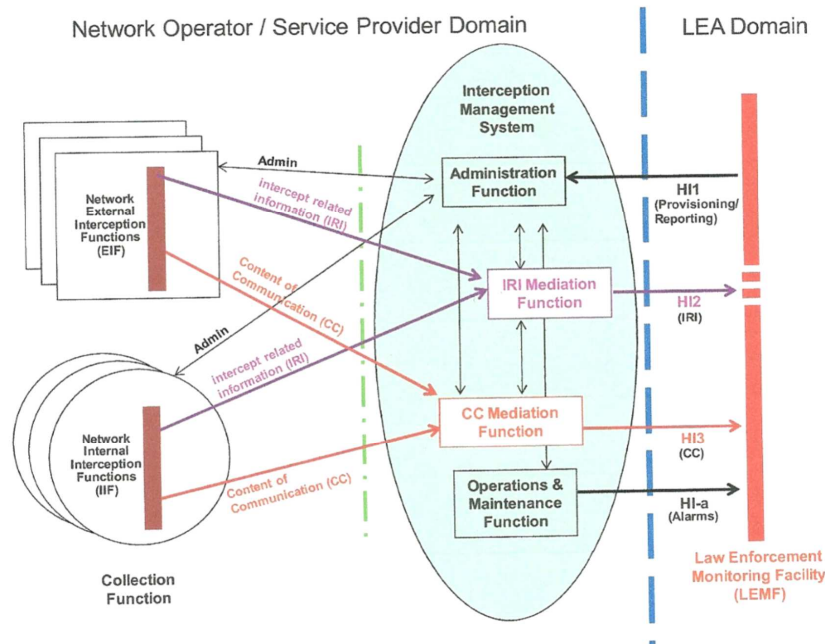 Network Operator / Service Provider Domain
LEA Domain
Interception
Management
System
Admin
Administration
Function
HI1
(Provisioning/
Reporting)
Network
External
Interception
Functions
(EIF)
intercept related
information (IRI)
Content of
Communication (CC)
IRI Mediation
Function
HI2
(IRI)
Admin
intercept related
information (IRI)
CC Mediation
Function
HI3
(CC)
Network
Internal
Interception
Functions
(IIF)
Content of
Communication (CC)
Operations &
Maintenance
Function
HI-a
(Alarms)
Collection
Function
Law Enforcement
Monitoring Facility
(LEMF)